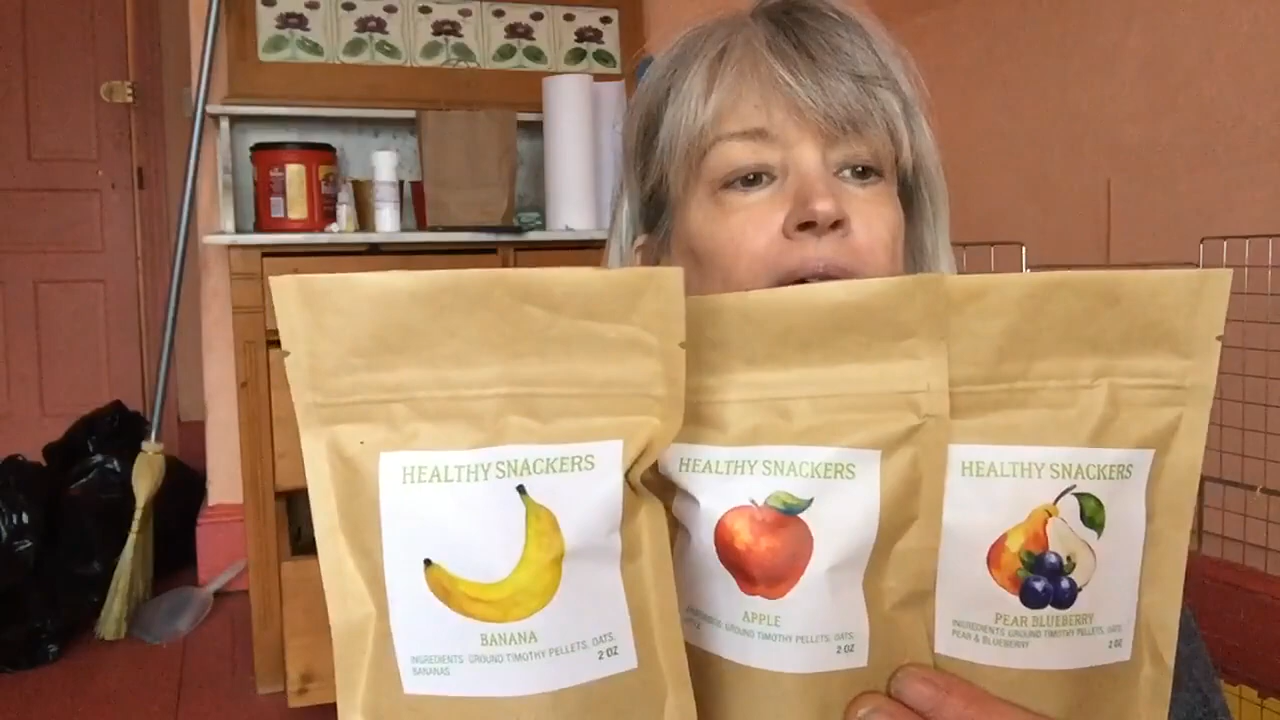 HEALTHY SNACKERS
BANANA
INGREDIENTS GROUND TIMOTHY PELLETS, OATS,
BANANAS
2 OZ
HEALTHY SNACKERS
APPLE
GROUND TIMOTHY PELLETS, OATS,
2 OZ
HEALTHY SNACKERS
PEAR BLUEBERRY
INGREDIENTS GROUND TIMOTHY PELLETS, OATS,
PEAR & BLUEBERRY
2 OZ